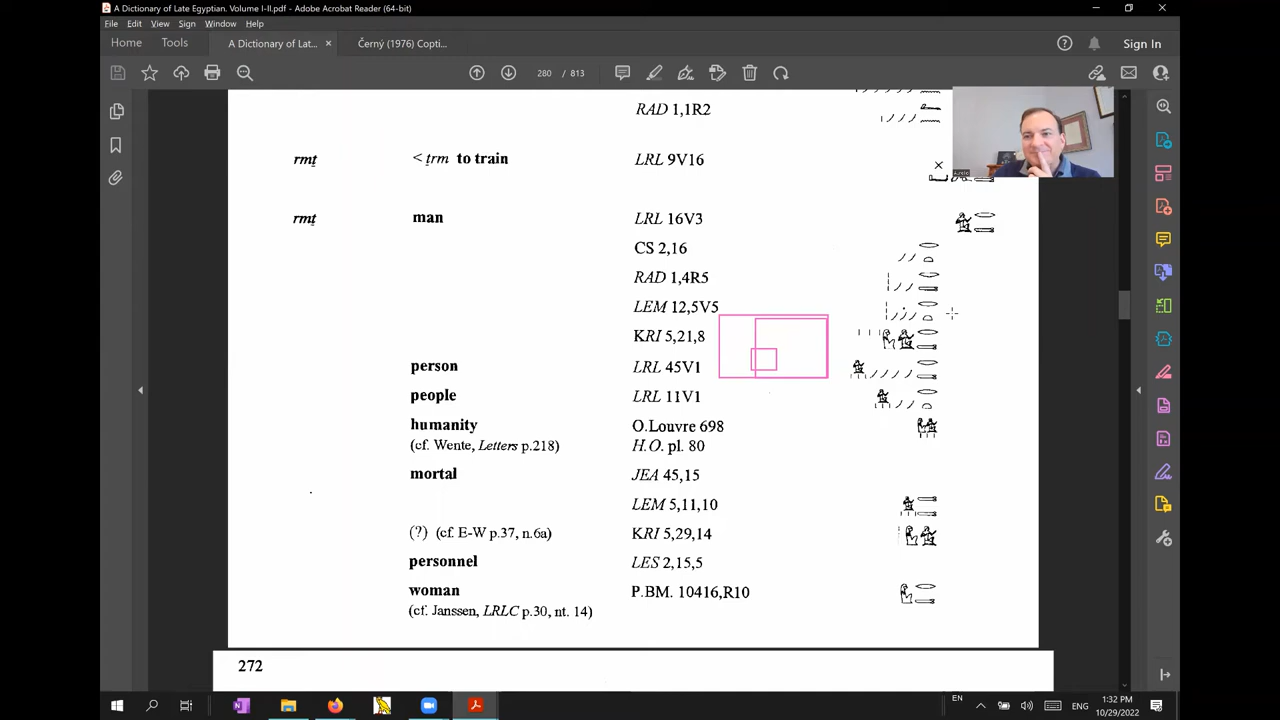 A Dictionary of Late Egyptian. Volume I-II.pdf - Adobe Acrobat Reader (64-bit)
File Edit View Sign Window Help
Home Tools A Dictionary of Lat... × Černý (1976) Copti... Sign In
280 / 813
RAD 1,1R2
rmṯ < ṯrm to train LRL 9V16
rmṯ man LRL 16V3
CS 2,16
RAD 1,4R5
LEM 12,5V5
KRI 5,21,8
person LRL 45V1
people LRL 11V1
humanity O.Louvre 698
(cf. Wente, Letters p.218) H.O. pl. 80
mortal JEA 45,15
LEM 5,11,10
(?) (cf. E-W p.37, n.6a) KRI 5,29,14
personnel LES 2,15,5
woman P.BM. 10416,R10
(cf. Janssen, LRLC p.30, nt. 14)
272
EN
ENG 1:32 PM
10/29/2022